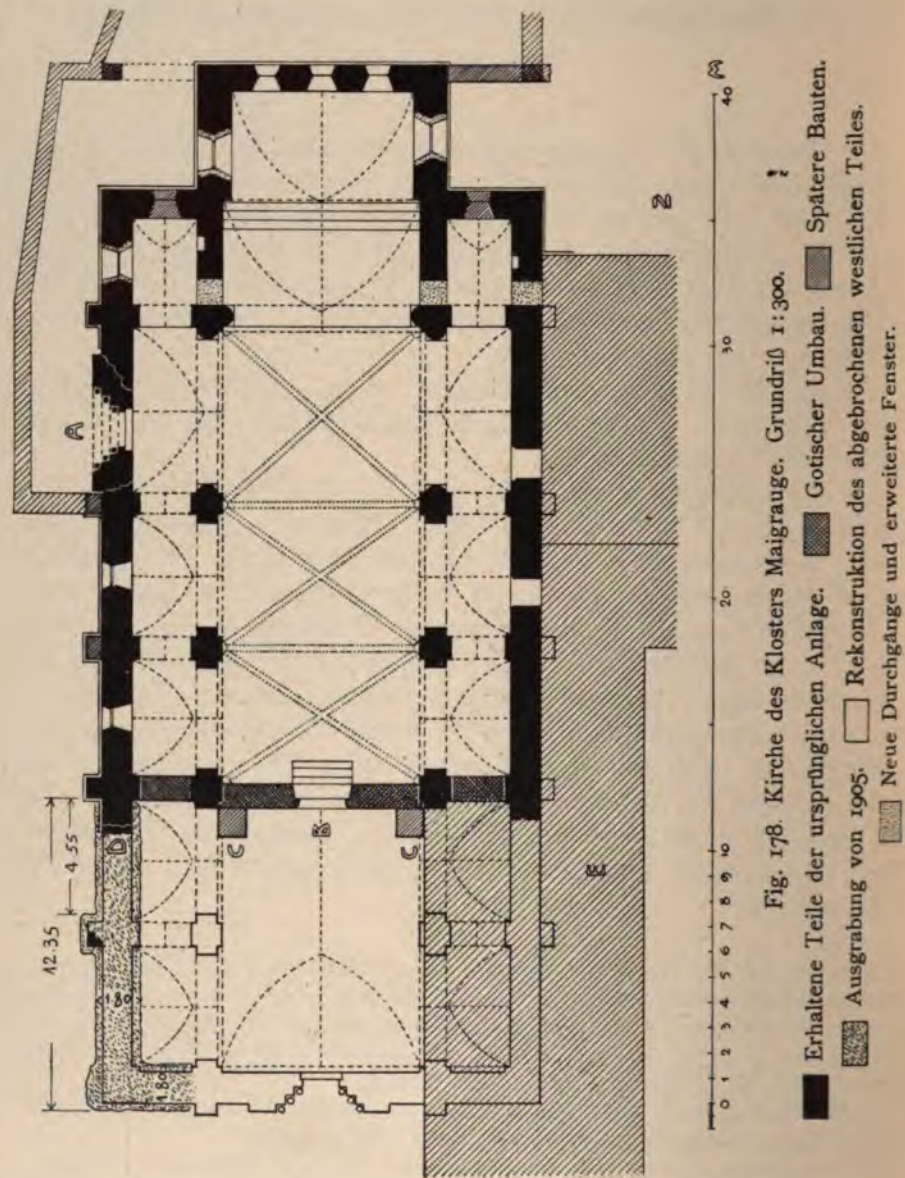 A
12.35
4.55
1.80
1.80
D
C
B
C
E
0 1 2 3 4 5 6 7 8 9 10 20 30 40 M
Fig. 178. Kirche des Klosters Maigrauge. Grundriß 1:300.
Erhaltene Teile der ursprünglichen Anlage. Gotischer Umbau. Spätere Bauten.
Ausgrabung von 1905. Rekonstruktion des abgebrochenen westlichen Teiles.
Neue Durchgänge und erweiterte Fenster.